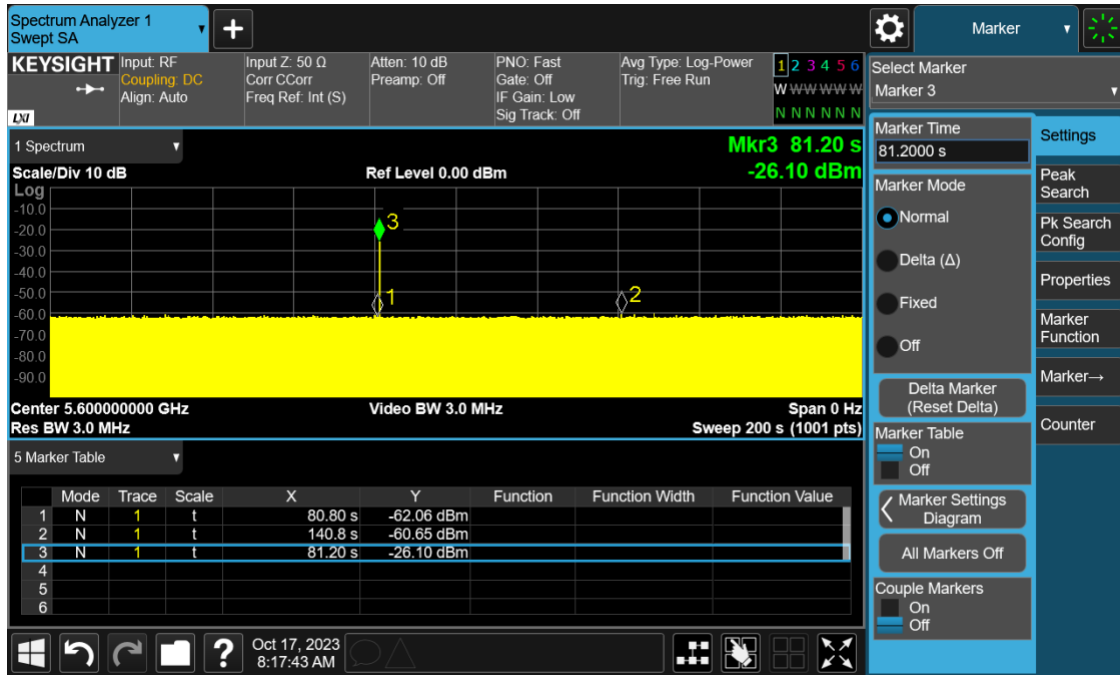 Spectrum Analyzer 1
Swept SA
Marker
KEYSIGHT
LXI
Input: RF
Coupling: DC
Align: Auto
Input Z: 50 Ω
Corr CCorr
Freq Ref: Int (S)
Atten: 10 dB
Preamp: Off
PNO: Fast
Gate: Off
IF Gain: Low
Sig Track: Off
Avg Type: Log-Power
Trig: Free Run
1 2 3 4 5 6
W W W W W W
N N N N N N
Select Marker
Marker 3
1 Spectrum
Mkr3 81.20 s
-26.10 dBm
Scale/Div 10 dB
Ref Level 0.00 dBm
Log
-10.0
-20.0
-30.0
-40.0
-50.0
-60.0
-70.0
-80.0
-90.0
3
1
2
Center 5.600000000 GHz
Video BW 3.0 MHz
Span 0 Hz
Res BW 3.0 MHz
Sweep 200 s (1001 pts)
5 Marker Table
Mode Trace Scale X Y Function Function Width Function Value
1 N 1 t 80.80 s -62.06 dBm
2 N 1 t 140.8 s -60.65 dBm
3 N 1 t 81.20 s -26.10 dBm
4
5
6
Marker Time
81.2000 s
Marker Mode
Normal
Delta (Δ)
Fixed
Off
Delta Marker
(Reset Delta)
Marker Table
On
Off
Marker Settings
Diagram
All Markers Off
Couple Markers
On
Off
Settings
Peak
Search
Pk Search
Config
Properties
Marker
Function
Marker→
Counter
?
Oct 17, 2023
8:17:43 AM